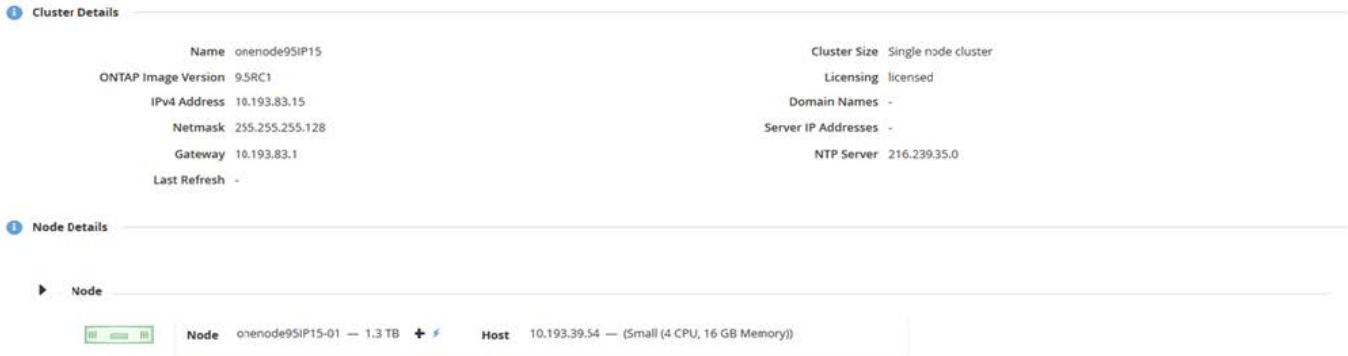 Cluster Details
Name onenode95IP15
Cluster Size Single node cluster
ONTAP Image Version 9.5RC1
Licensing licensed
IPv4 Address 10.193.83.15
Domain Names -
Netmask 255.255.255.128
Server IP Addresses -
Gateway 10.193.83.1
NTP Server 216.239.35.0
Last Refresh -
Node Details
Node
Node onenode95IP15-01 — 1.3 TB Host 10.193.39.54 — (Small (4 CPU, 16 GB Memory))